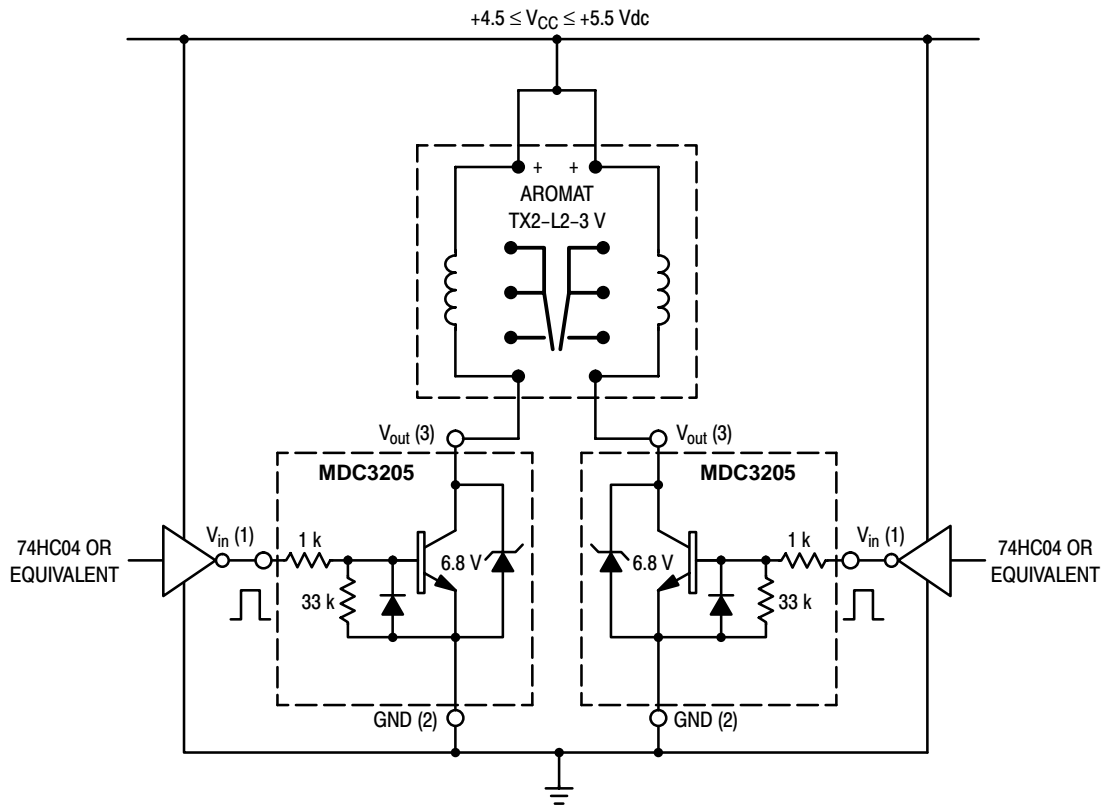 +4.5 ≤ VCC ≤ +5.5 Vdc
+ +
AROMAT
TX2–L2–3 V
Vout (3)
Vout (3)
MDC3205
MDC3205
74HC04 OR
EQUIVALENT
Vin (1)
1 k
6.8 V
33 k
6.8 V
1 k
33 k
Vin (1)
74HC04 OR
EQUIVALENT
GND (2)
GND (2)